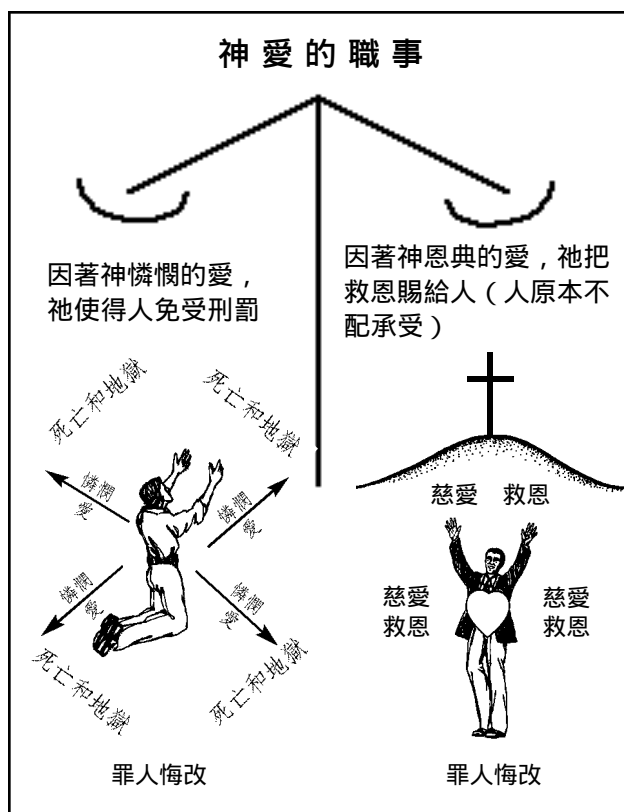 神愛的職事
因著神憐憫的愛，
祂使得人免受刑罰
因著神恩典的愛，祂把
救恩賜給人（人原本不
配承受）
死亡和地獄
死亡和地獄
憐憫
愛
憐憫
愛
憐憫
愛
憐憫
愛
死亡和地獄
死亡和地獄
罪人悔改
慈愛 救恩
慈愛
救恩
慈愛
救恩
罪人悔改